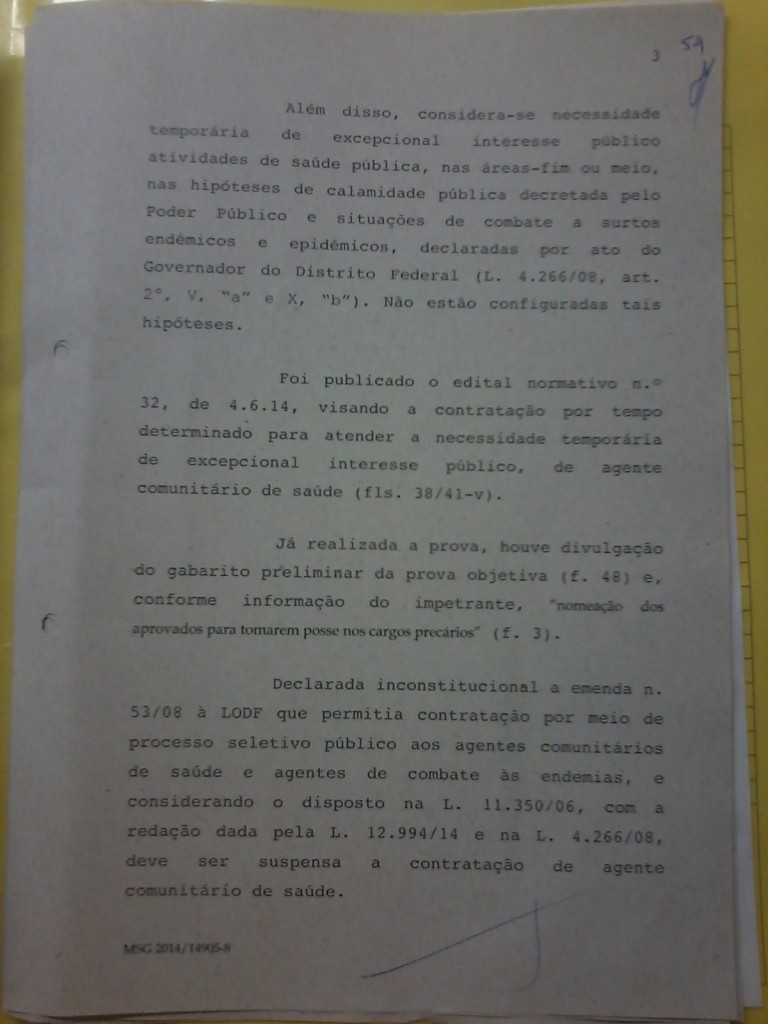 3 54
Além disso, considera-se necessidade
temporária de excepcional interesse público
atividades de saúde pública, nas áreas-fim ou meio,
nas hipóteses de calamidade pública decretada pelo
Poder Público e situações de combate a surtos
endêmicos e epidêmicos, declaradas por ato do
Governador do Distrito Federal (L. 4.266/08, art.
2º, V, "a" e X, "b"). Não estão configuradas tais
hipóteses.
Foi publicado o edital normativo n.º
32, de 4.6.14, visando a contratação por tempo
determinado para atender a necessidade temporária
de excepcional interesse público, de agente
comunitário de saúde (fls. 38/41-v).
Já realizada a prova, houve divulgação
do gabarito preliminar da prova objetiva (f. 48) e,
conforme informação do impetrante, "nomeação dos
aprovados para tomarem posse nos cargos precários" (f. 3).
Declarada inconstitucional a emenda n.
53/08 à LODF que permitia contratação por meio de
processo seletivo público aos agentes comunitários
de saúde e agentes de combate às endemias, e
considerando o disposto na L. 11.350/06, com a
redação dada pela L. 12.994/14 e na L. 4.266/08,
deve ser suspensa a contratação de agente
comunitário de saúde.
MSG 2014/14905-8